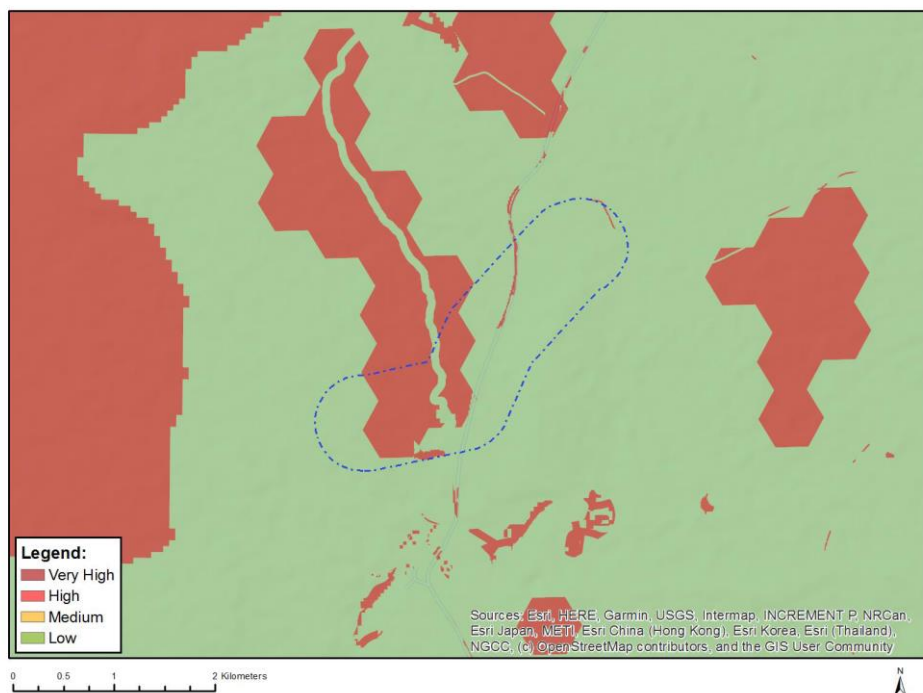 Legend:
Very High
High
Medium
Low
Sources: Esri, HERE, Garmin, USGS, Intermap, INCREMENT P, NRCan,
Esri Japan, METI, Esri China (Hong Kong), Esri Korea, Esri (Thailand),
NGCC, (c) OpenStreetMap contributors, and the GIS User Community
0 0.5 1 2 Kilometers
N